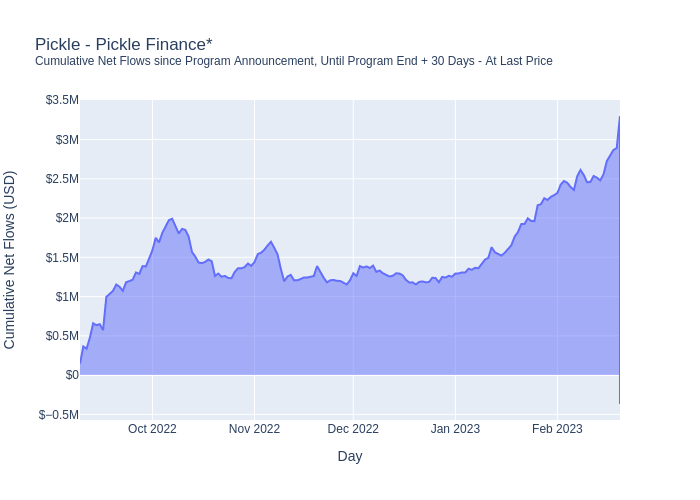 Pickle - Pickle Finance*
Cumulative Net Flows since Program Announcement, Until Program End + 30 Days - At Last Price
Cumulative Net Flows (USD)
$3.5M
$3M
$2.5M
$2M
$1.5M
$1M
$0.5M
$0
$−0.5M
Oct 2022
Nov 2022
Dec 2022
Jan 2023
Feb 2023
Day